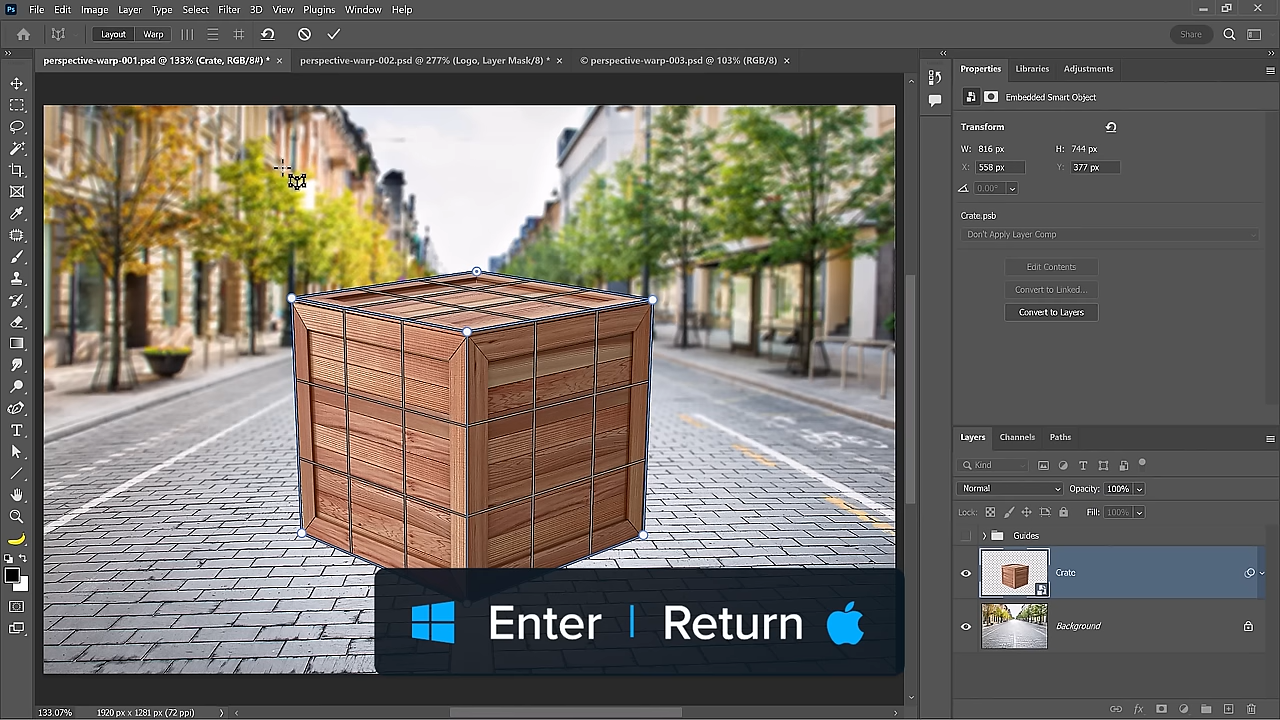 Ps File Edit Image Layer Type Select Filter 3D View Plugins Window Help
Layout Warp Share
perspective-warp-001.psd @ 133% (Crate, RGB/8#) * × perspective-warp-002.psd @ 277% (Logo, Layer Mask/8) * × © perspective-warp-003.psd @ 103% (RGB/8) ×
Properties Libraries Adjustments
Embedded Smart Object
Transform
W: 816 px H: 744 px
X: 558 px Y: 377 px
0.00°
Crate.psb
Don't Apply Layer Comp
Edit Contents
Convert to Linked...
Convert to Layers
Layers Channels Paths
Kind
Normal Opacity: 100%
Lock: Fill: 100%
Guides
Crate
Background
Enter | Return
133.07% 1920 px x 1281 px (72 ppi)